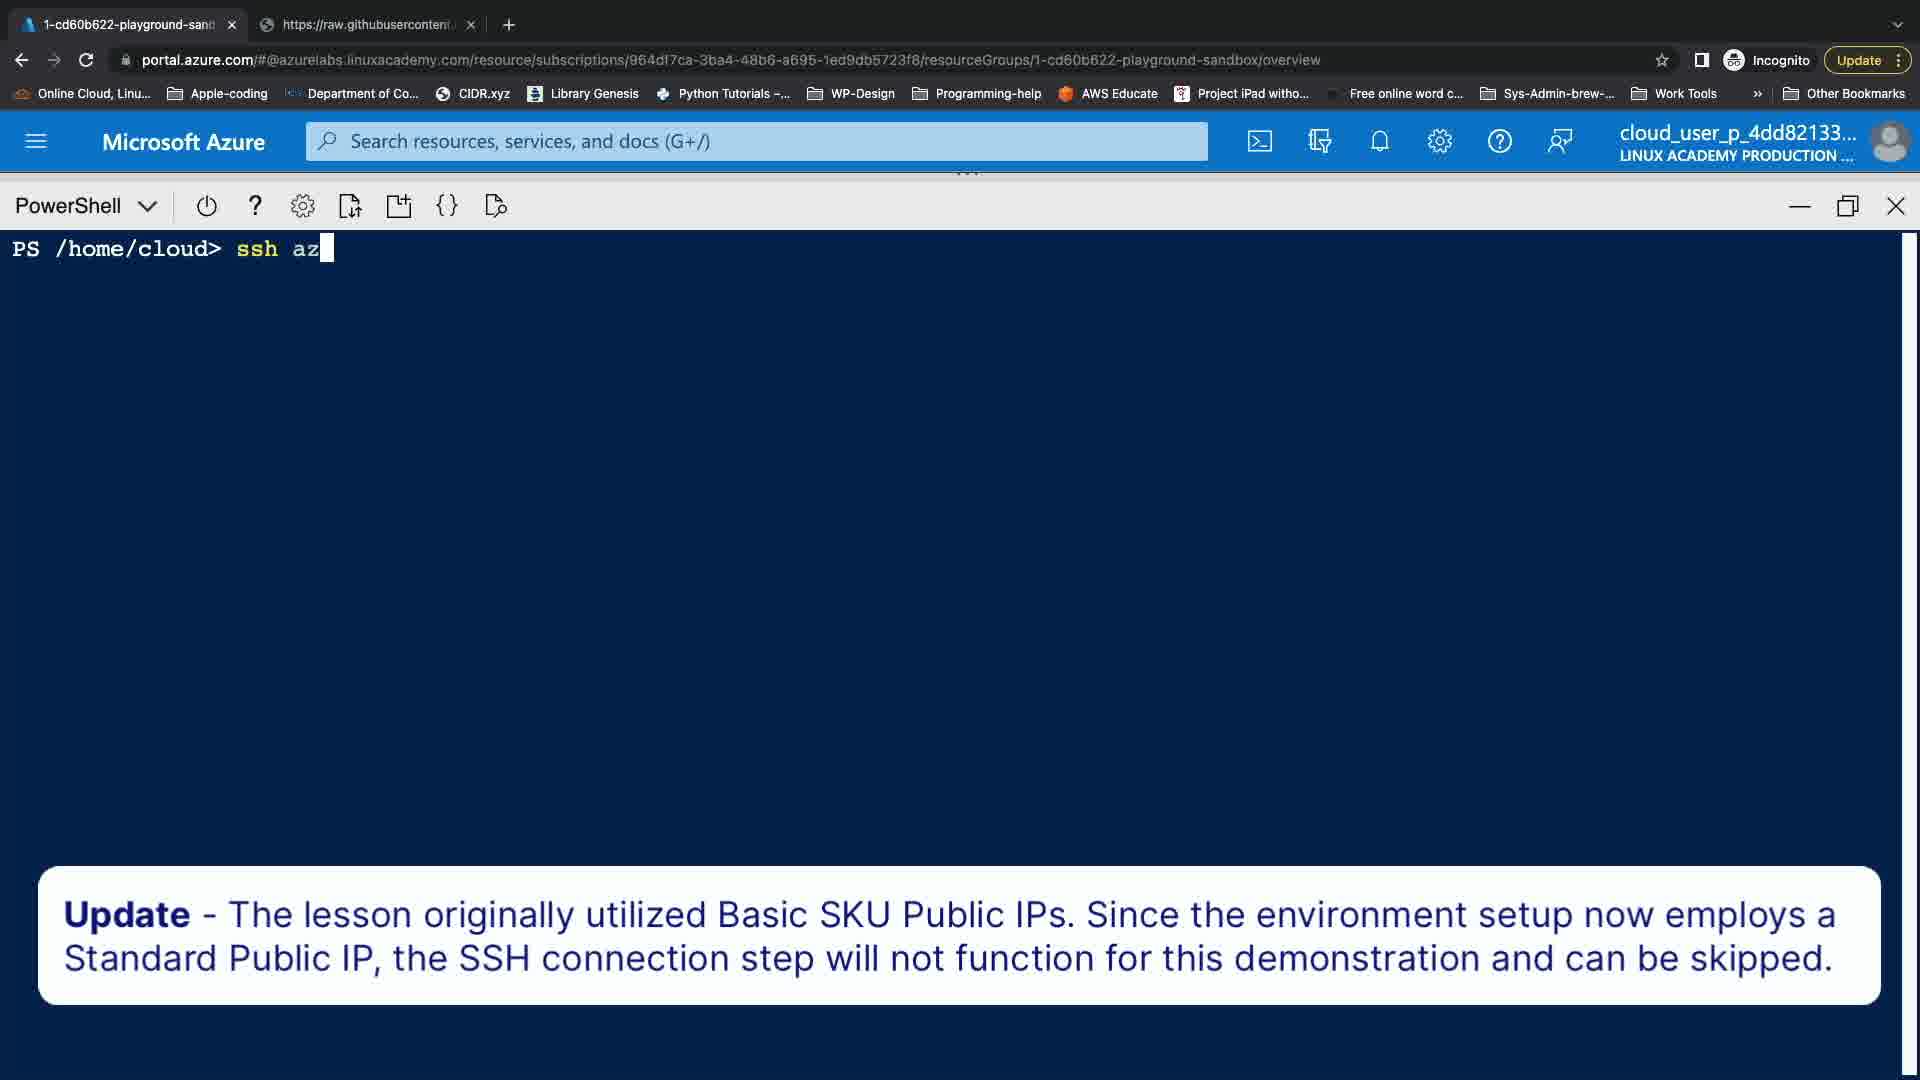 1-cd60b622-playground-sand
https://raw.githubusercontent.
portal.azure.com/#@azurelabs.linuxacademy.com/resource/subscriptions/964df7ca-3ba4-48b6-a695-1ed9db5723f8/resourceGroups/1-cd60b622-playground-sandbox/overview
Incognito
Update
Online Cloud, Linu... Apple-coding Department of Co... CIDR.xyz Library Genesis Python Tutorials –... WP-Design Programming-help AWS Educate Project iPad witho... Free online word c... Sys-Admin-brew-... Work Tools » Other Bookmarks
Microsoft Azure
Search resources, services, and docs (G+/)
cloud_user_p_4dd82133...
LINUX ACADEMY PRODUCTION ...
PowerShell
PS /home/cloud> ssh az
Update - The lesson originally utilized Basic SKU Public IPs. Since the environment setup now employs a
Standard Public IP, the SSH connection step will not function for this demonstration and can be skipped.